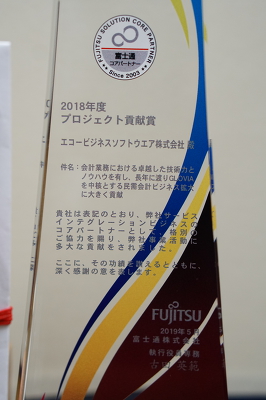 FUJITSU SOLUTION CORE PARTNER
富士通
コアパートナー
Since 2003
2018年度
プロジェクト貢献賞
エコービジネスソフトウエア株式会社 殿
件名:会計業務における卓越した技術力と
ノウハウを有し、長年に渡りGLOVIA
を中核とする民需会計ビジネス拡大
に大きく貢献
貴社は表記のとおり、弊社サービス
インテグレーションビジネスの
コアパートナーとして、格別の
ご協力を賜り、弊社事業活動に
多大な貢献をされました。
ここに、その功績を讃えるとともに、
深く感謝の意を表します。
FUJITSU
2019年5月
富士通株式会社
執行役員常務
古田 英範